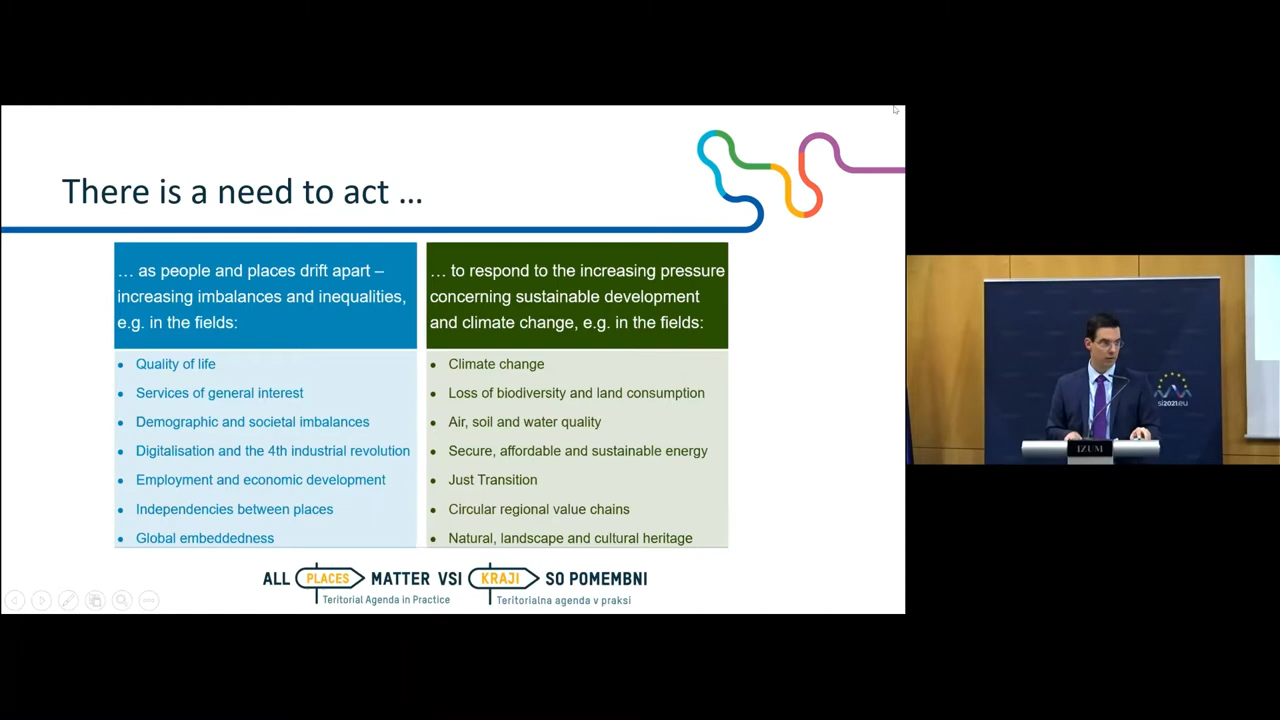 There is a need to act ...
... as people and places drift apart –
increasing imbalances and inequalities,
e.g. in the fields:
• Quality of life
• Services of general interest
• Demographic and societal imbalances
• Digitalisation and the 4th industrial revolution
• Employment and economic development
• Independencies between places
• Global embeddedness
... to respond to the increasing pressure
concerning sustainable development
and climate change, e.g. in the fields:
• Climate change
• Loss of biodiversity and land consumption
• Air, soil and water quality
• Secure, affordable and sustainable energy
• Just Transition
• Circular regional value chains
• Natural, landscape and cultural heritage
ALL PLACES MATTER VSI KRAJI SO POMEMBNI
Territorial Agenda in Practice Teritorialna agenda v praksi
si2021.eu
IZUM